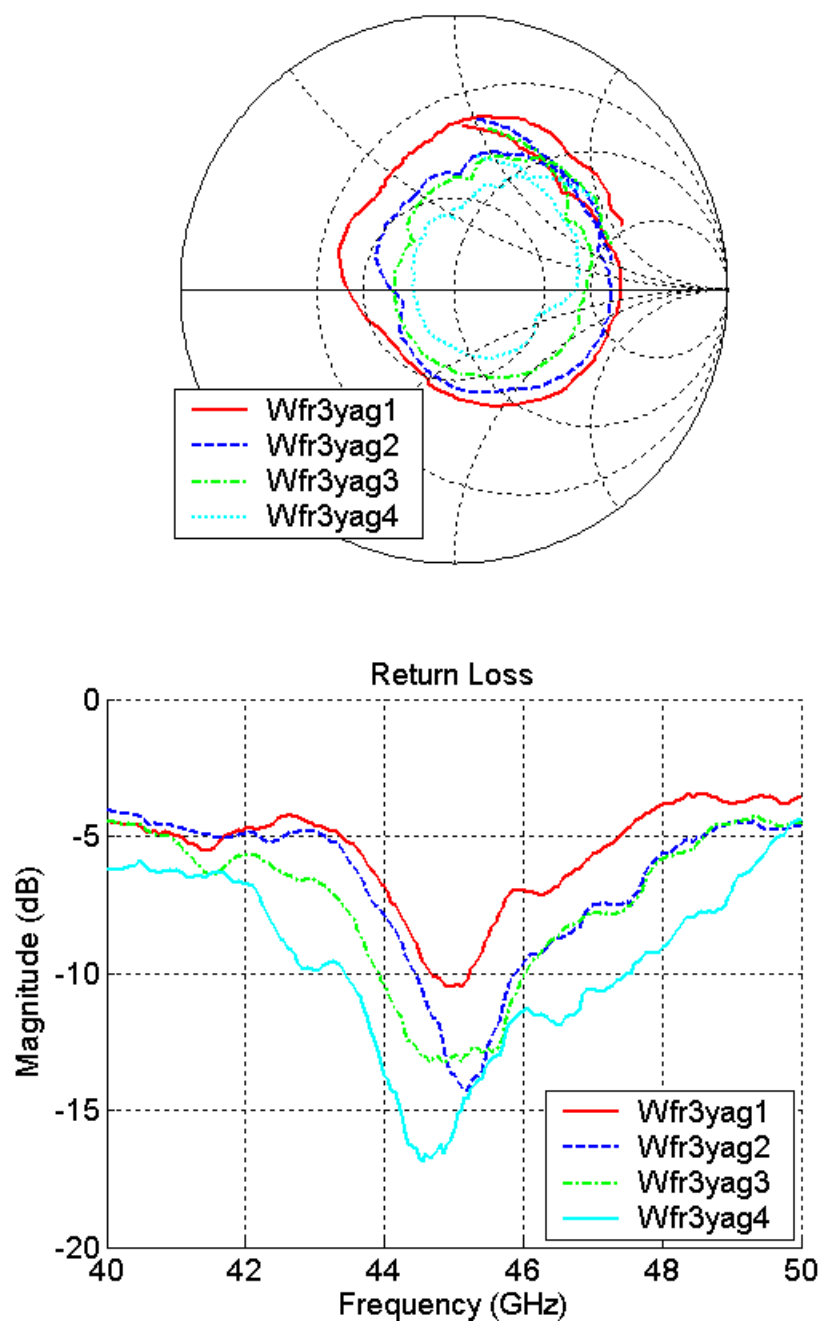 Wfr3yag1
Wfr3yag2
Wfr3yag3
Wfr3yag4
Return Loss
0
-5
-10
-15
-20
Magnitude (dB)
Wfr3yag1
Wfr3yag2
Wfr3yag3
Wfr3yag4
40 42 44 46 48 50
Frequency (GHz)